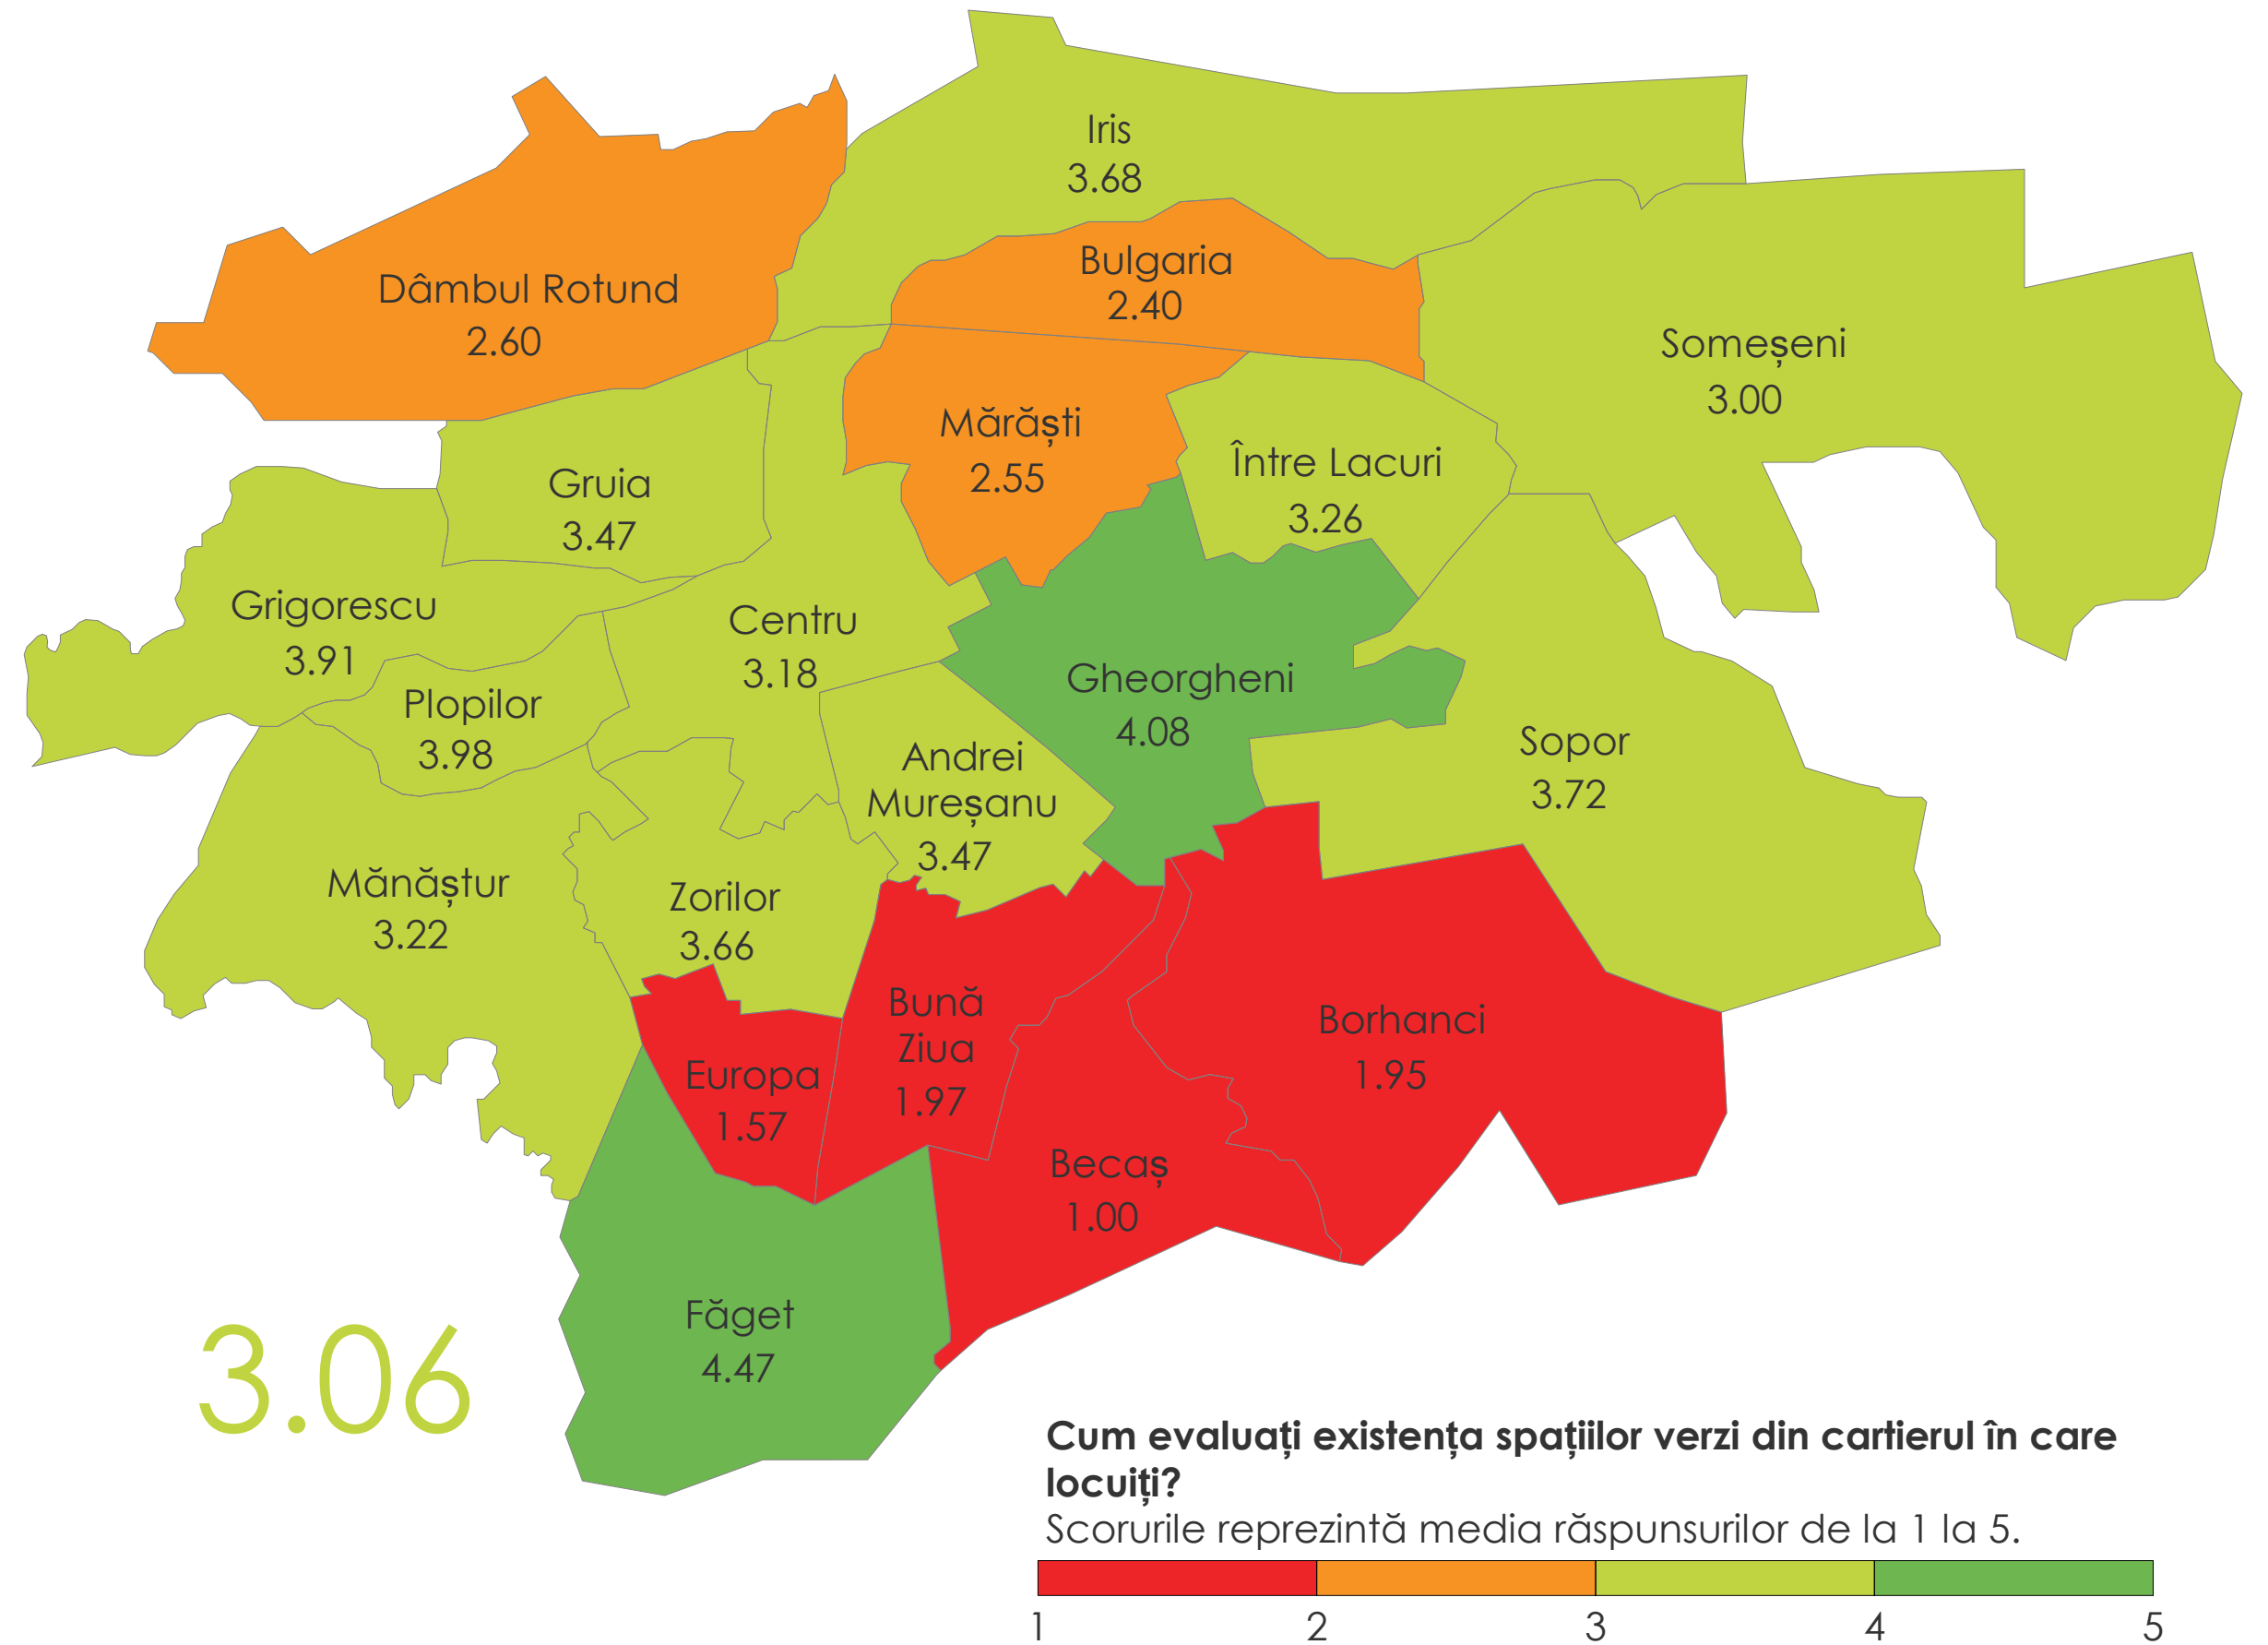 Iris
3.68
Bulgaria
2.40
Dâmbul Rotund
2.60
Someșeni
3.00
Mărăști
2.55
Între Lacuri
3.26
Gruia
3.47
Grigorescu
3.91
Centru
3.18
Plopilor
3.98
Gheorgheni
4.08
Andrei
Mureșanu
3.47
Sopor
3.72
Mănăștur
3.22
Zorilor
3.66
Bună
Ziua
1.97
Europa
1.57
Borhanci
1.95
Becaș
1.00
Făget
4.47
3.06
Cum evaluați existența spațiilor verzi din cartierul în care
locuiți?
Scorurile reprezintă media răspunsurilor de la 1 la 5.
1 2 3 4 5